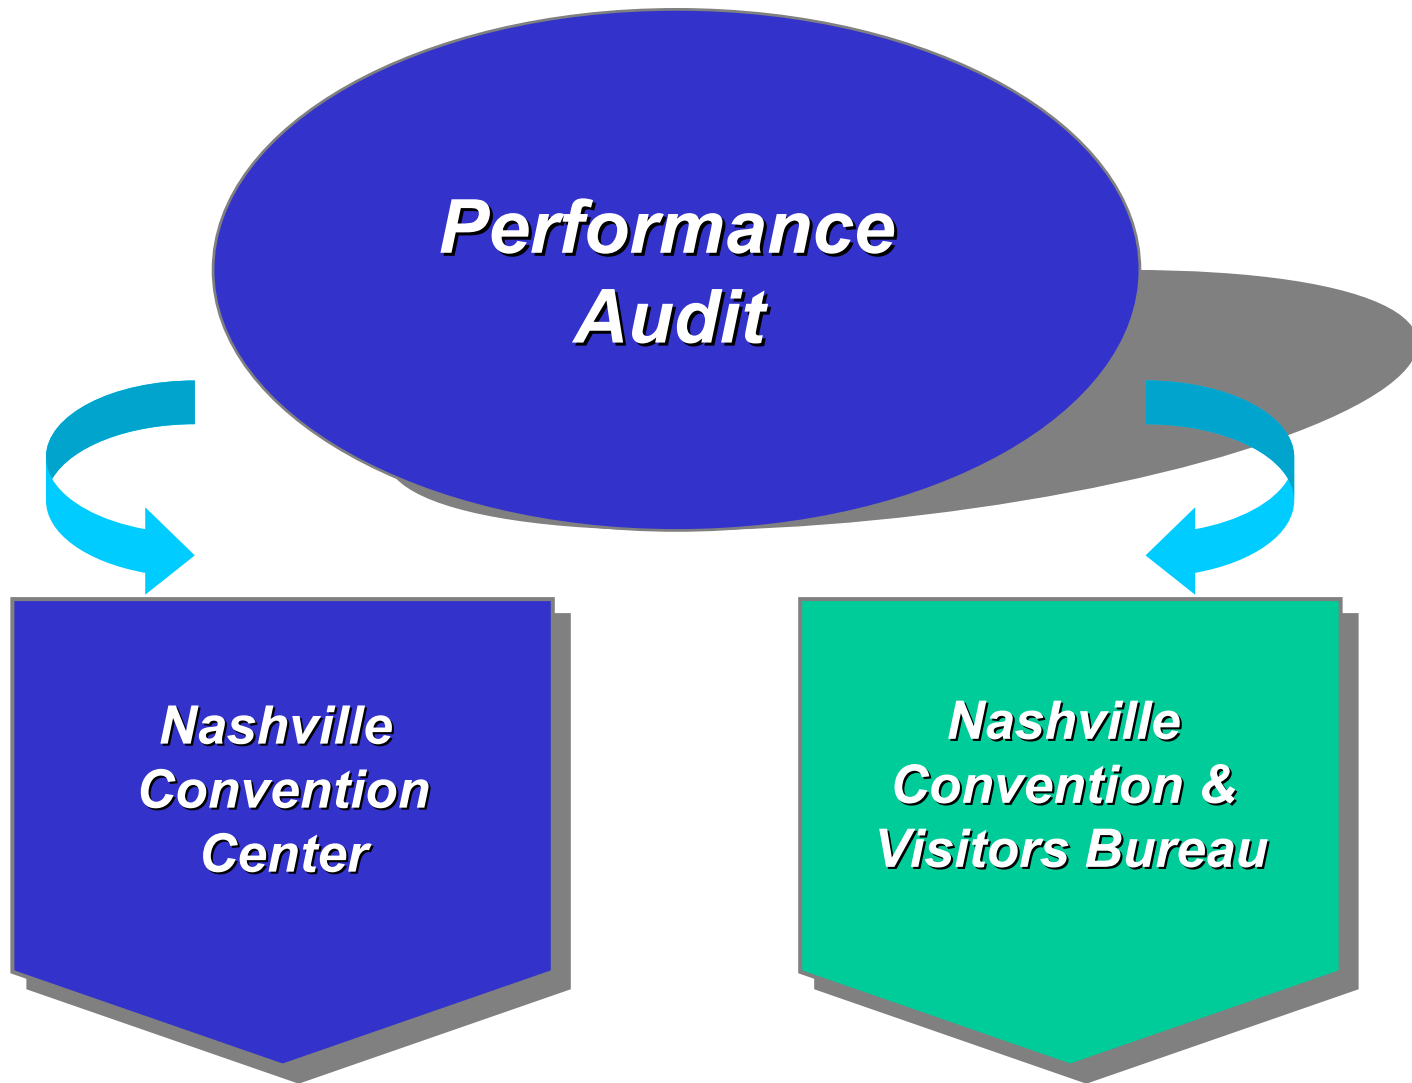 Performance
Audit
Nashville
Convention
Center
Nashville
Convention &
Visitors Bureau